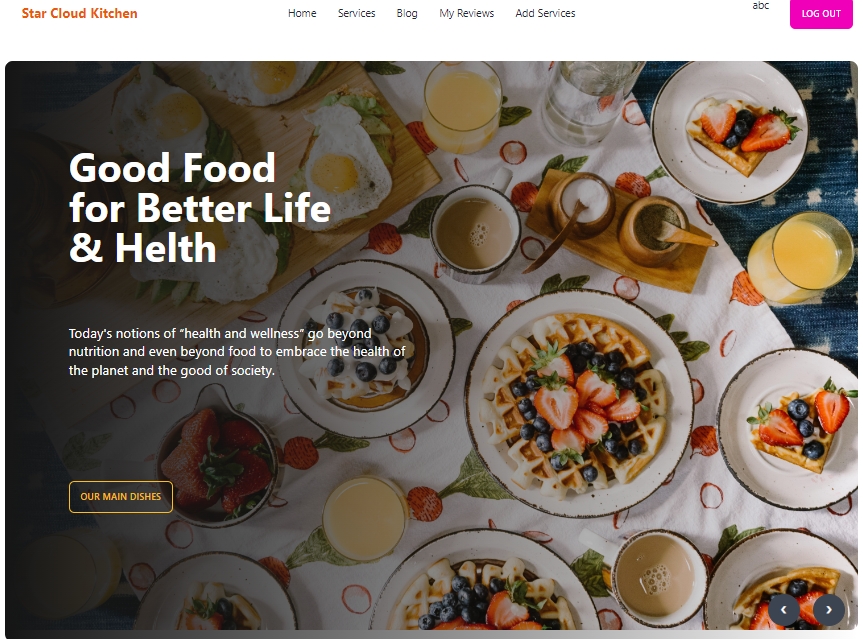 Star Cloud Kitchen
Home Services Blog My Reviews Add Services
abc
LOG OUT
Good Food
for Better Life
& Helth
Today's notions of “health and wellness” go beyond
nutrition and even beyond food to embrace the health of
the planet and the good of society.
OUR MAIN DISHES
❮ ❯